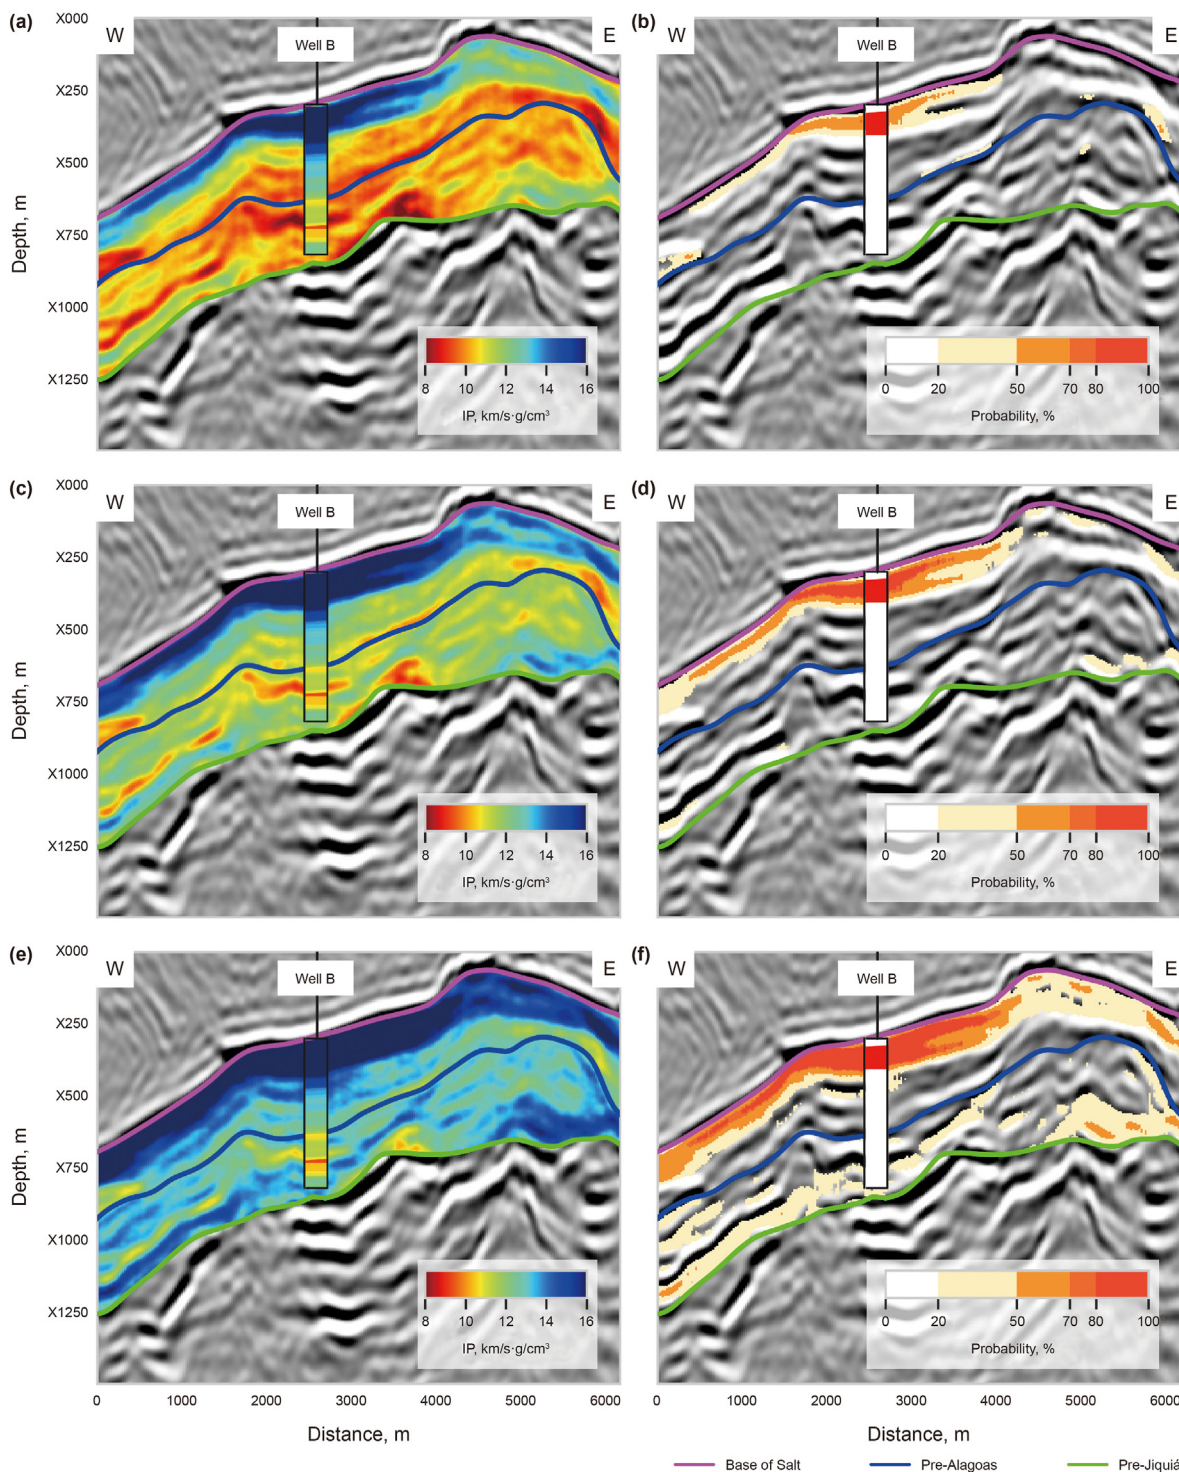 (a)
X000
W
Well B
E
X250
X500
X750
X1000
X1250
Depth, m
8 10 12 14 16
IP, km/s·g/cm³
(b)
W
Well B
E
0 20 50 70 80 100
Probability, %
(c)
X000
W
Well B
E
X250
X500
X750
X1000
X1250
Depth, m
8 10 12 14 16
IP, km/s·g/cm³
(d)
W
Well B
E
0 20 50 70 80 100
Probability, %
(e)
X000
W
Well B
E
X250
X500
X750
X1000
X1250
Depth, m
8 10 12 14 16
IP, km/s·g/cm³
0 1000 2000 3000 4000 5000 6000
Distance, m
(f)
W
Well B
E
0 20 50 70 80 100
Probability, %
0 1000 2000 3000 4000 5000 6000
Distance, m
Base of Salt Pre-Alagoas Pre-Jiquiá